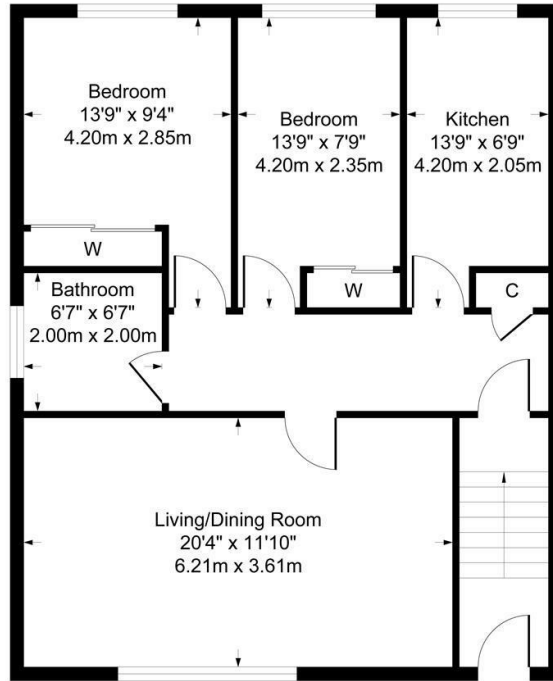 Bedroom
13'9" x 9'4"
4.20m x 2.85m
Bedroom
13'9" x 7'9"
4.20m x 2.35m
Kitchen
13'9" x 6'9"
4.20m x 2.05m
W
W
C
Bathroom
6'7" x 6'7"
2.00m x 2.00m
Living/Dining Room
20'4" x 11'10"
6.21m x 3.61m